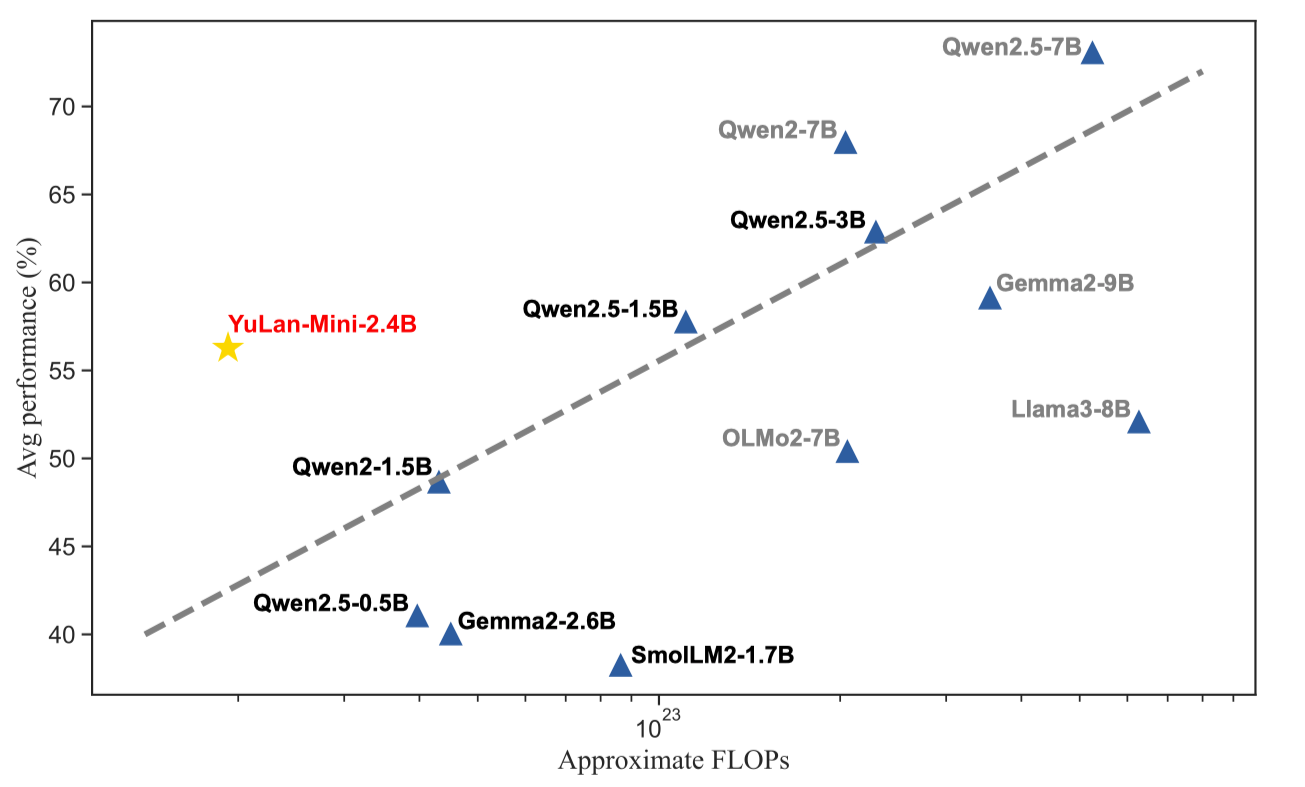 Qwen2.5-7B
70
Qwen2-7B
65
Qwen2.5-3B
60
Gemma2-9B
Qwen2.5-1.5B
YuLan-Mini-2.4B
55
Llama3-8B
OLMo2-7B
50
Qwen2-1.5B
45
Qwen2.5-0.5B
Gemma2-2.6B
40
SmolLM2-1.7B
Avg performance (%)
10^23
Approximate FLOPs